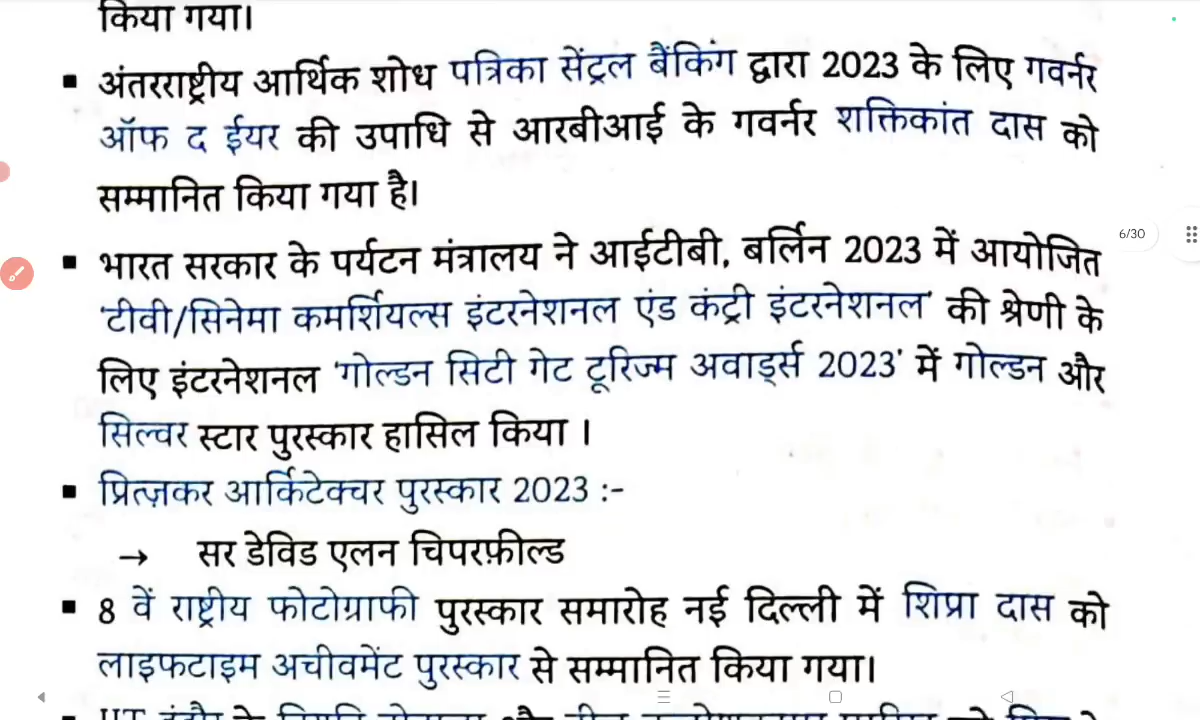 किया गया।
▪ अंतरराष्ट्रीय आर्थिक शोध पत्रिका सेंट्रल बैंकिंग द्वारा 2023 के लिए गवर्नर
ऑफ द ईयर की उपाधि से आरबीआई के गवर्नर शक्तिकांत दास को
सम्मानित किया गया है।
▪ भारत सरकार के पर्यटन मंत्रालय ने आईटीबी, बर्लिन 2023 में आयोजित
'टीवी/सिनेमा कमर्शियल्स इंटरनेशनल एंड कंट्री इंटरनेशनल' की श्रेणी के
लिए इंटरनेशनल 'गोल्डन सिटी गेट टूरिज्म अवार्ड्स 2023' में गोल्डन और
सिल्वर स्टार पुरस्कार हासिल किया ।
▪ प्रित्ज़कर आर्किटेक्चर पुरस्कार 2023 :-
→ सर डेविड एलन चिपरफ़ील्ड
▪ 8 वें राष्ट्रीय फोटोग्राफी पुरस्कार समारोह नई दिल्ली में शिप्रा दास को
लाइफटाइम अचीवमेंट पुरस्कार से सम्मानित किया गया।
6/30